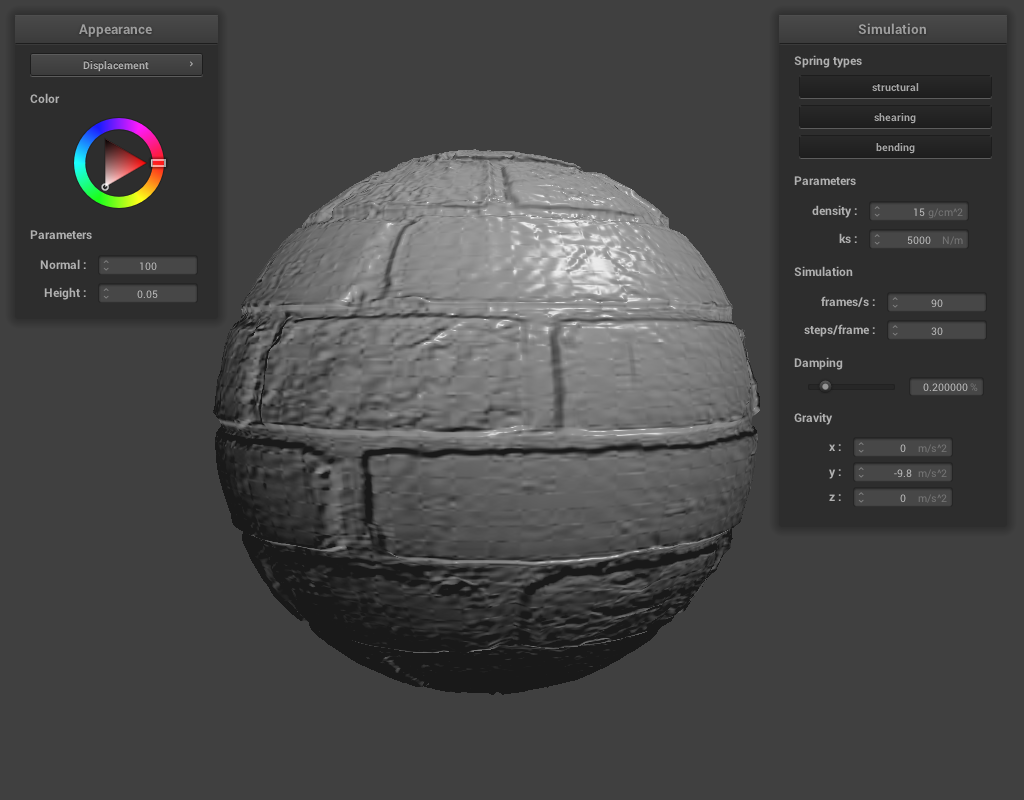 Appearance
Displacement
Color
Parameters
Normal : 100
Height : 0.05
Simulation
Spring types
structural
shearing
bending
Parameters
density : 15 g/cm^2
ks : 5000 N/m
Simulation
frames/s : 90
steps/frame : 30
Damping
0.200000 %
Gravity
x : 0 m/s^2
y : -9.8 m/s^2
z : 0 m/s^2